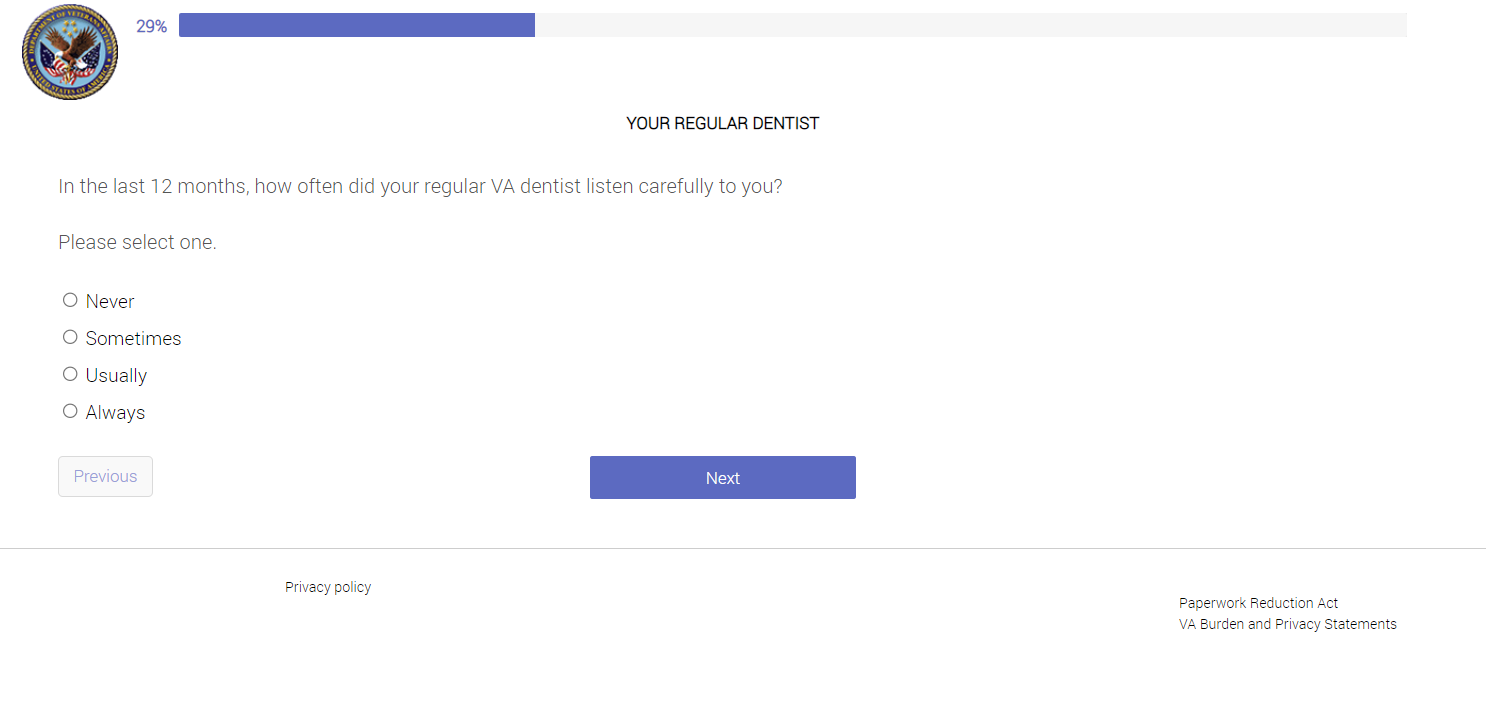 29%
YOUR REGULAR DENTIST
In the last 12 months, how often did your regular VA dentist listen carefully to you?
Please select one.
Never
Sometimes
Usually
Always
Previous
Next
Privacy policy
Paperwork Reduction Act
VA Burden and Privacy Statements